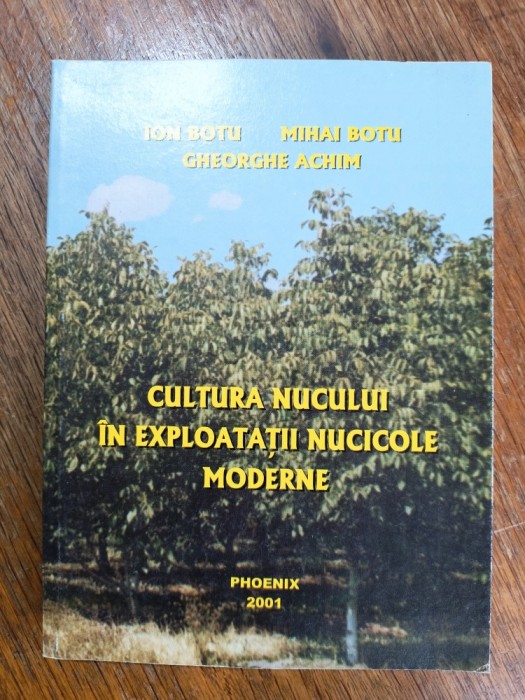 ION BOTU MIHAI BOTU
GHEORGHE ACHIM
CULTURA NUCULUI
ÎN EXPLOATAȚII NUCICOLE
MODERNE
PHOENIX
2001